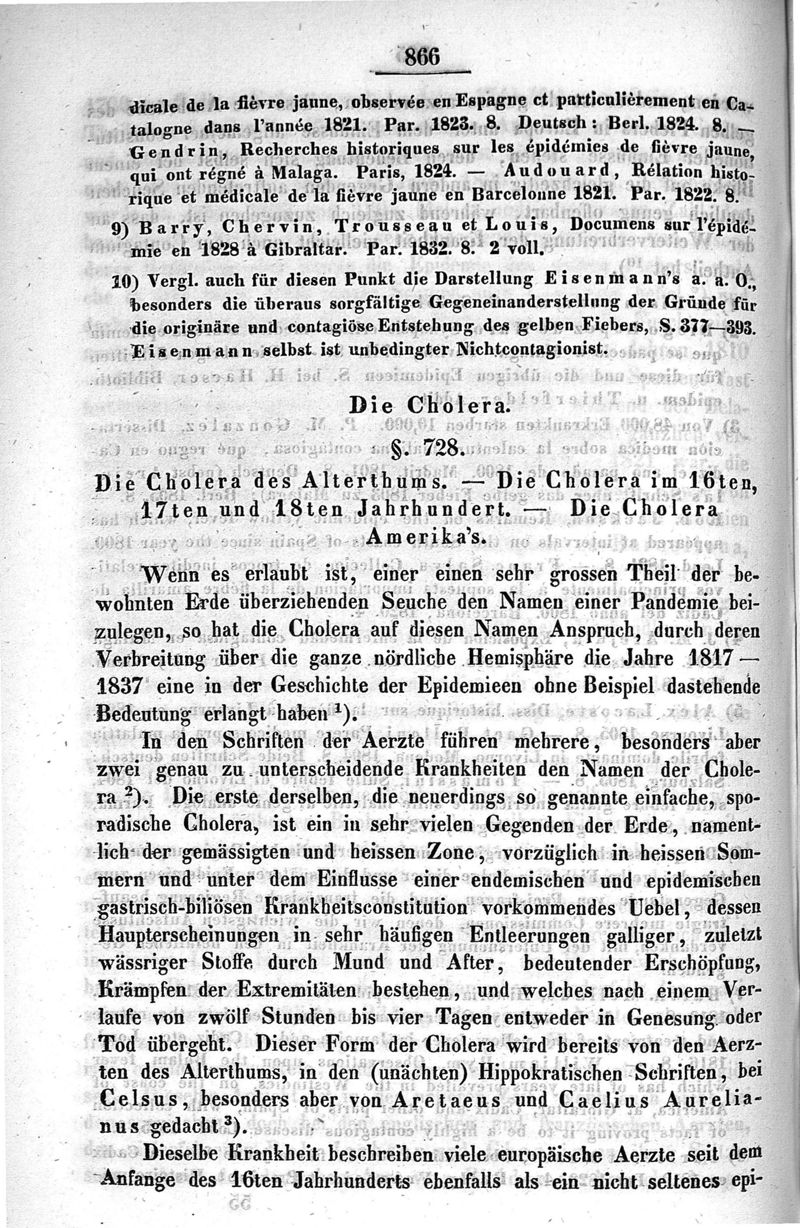 866
dicale de la fièvre jaune, observée en Espagne et particulièrement en Ca-
talogne dans l'année 1821. Par. 1823. 8. Deutsch: Berl. 1824. 8. —
Gendrin, Recherches historiques sur les épidémies de fièvre jaune,
qui ont régné à Malaga. Paris, 1824. — Audouard, Rélation histo-
rique et médicale de la fièvre jaune en Barcelonne 1821. Par. 1822. 8.
9) Barry, Chervin, Trousseau et Louis, Documens sur l'épidé-
mie en 1828 à Gibraltar. Par. 1832. 8. 2 voll.
10) Vergl. auch für diesen Punkt die Darstellung Eisenmann's a. a. O.,
besonders die überaus sorgfältige Gegeneinanderstellung der Gründe für
die originäre und contagiöse Entstehung des gelben Fiebers, S. 377—393.
Eisenmann selbst ist unbedingter Nichtcontagionist.
Die Cholera.
§. 728.
Die Cholera des Alterthums. — Die Cholera im 16ten,
17ten und 18ten Jahrhundert. — Die Cholera
Amerika's.
Wenn es erlaubt ist, einer einen sehr grossen Theil der be-
wohnten Erde überziehenden Seuche den Namen einer Pandemie bei-
zulegen, so hat die Cholera auf diesen Namen Anspruch, durch deren
Verbreitung über die ganze nördliche Hemisphäre die Jahre 1817 —
1837 eine in der Geschichte der Epidemieen ohne Beispiel dastehende
Bedeutung erlangt haben ¹).
In den Schriften der Aerzte führen mehrere, besonders aber
zwei genau zu unterscheidende Krankheiten den Namen der Chole-
ra ²). Die erste derselben, die neuerdings so genannte einfache, spo-
radische Cholera, ist ein in sehr vielen Gegenden der Erde, nament-
lich der gemässigten und heissen Zone, vorzüglich in heissen Som-
mern und unter dem Einflusse einer endemischen und epidemischen
gastrisch-biliösen Krankheitsconstitution vorkommendes Uebel, dessen
Haupterscheinungen in sehr häufigen Entleerungen galliger, zuletzt
wässriger Stoffe durch Mund und After, bedeutender Erschöpfung,
Krämpfen der Extremitäten bestehen, und welches nach einem Ver-
laufe von zwölf Stunden bis vier Tagen entweder in Genesung oder
Tod übergeht. Dieser Form der Cholera wird bereits von den Aerz-
ten des Alterthums, in den (unächten) Hippokratischen Schriften, bei
Celsus, besonders aber von Aretaeus und Caelius Aurelia-
nus gedacht ³).
Dieselbe Krankheit beschreiben viele europäische Aerzte seit dem
Anfange des 16ten Jahrhunderts ebenfalls als ein nicht seltenes epi-